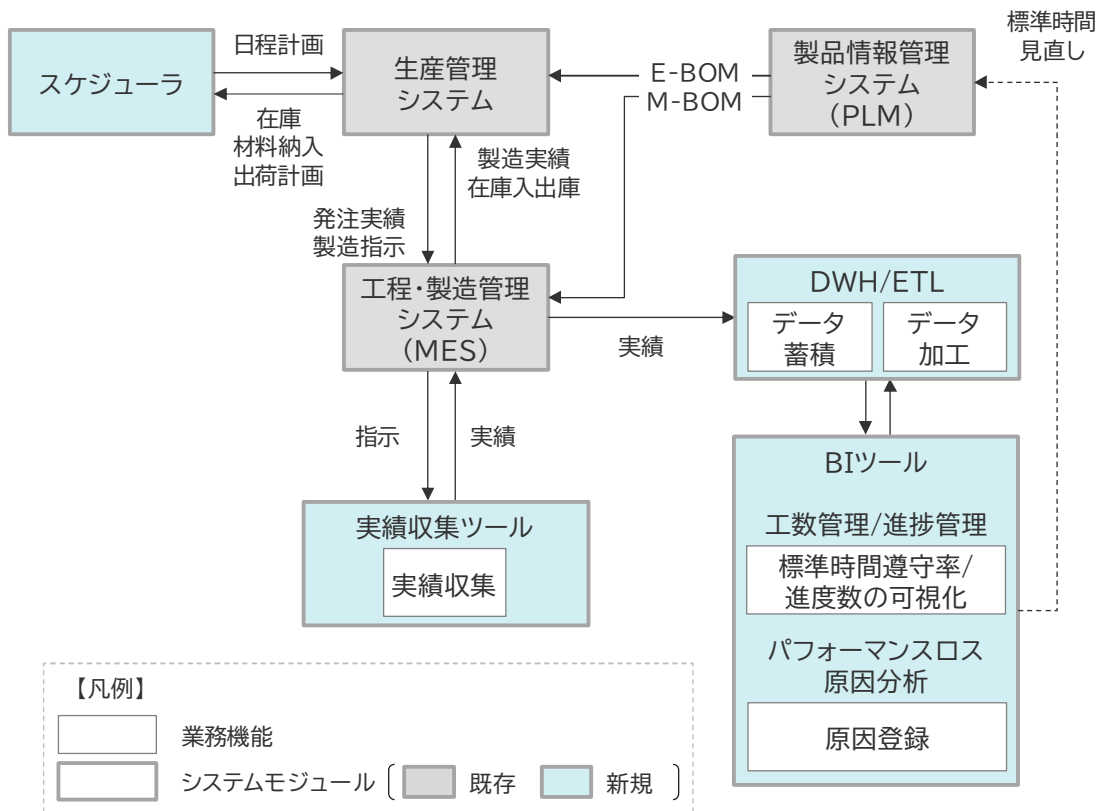 標準時間
見直し
スケジューラ
日程計画
在庫
材料納入
出荷計画
生産管理
システム
E-BOM
M-BOM
製品情報管理
システム
(PLM)
製造実績
在庫入出庫
発注実績
製造指示
工程・製造管理
システム
(MES)
実績
DWH/ETL
データ
蓄積
データ
加工
指示
実績
実績収集ツール
実績収集
BIツール
工数管理/進捗管理
標準時間遵守率/
進度数の可視化
パフォーマンスロス
原因分析
原因登録
【凡例】
業務機能
システムモジュール
既存
新規